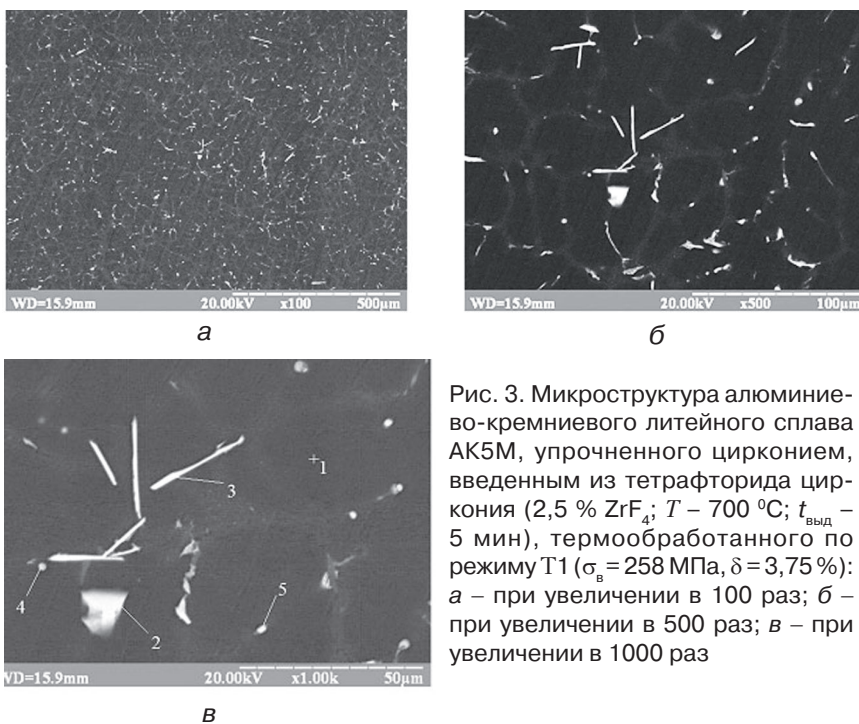 WD=15.9mm 20.00kV x100 500µm
а
WD=15.9mm 20.00kV x500 100µm
б
1
3
4
5
2
VD=15.9mm 20.00kV x1.00k 50µm
в
Рис. 3. Микроструктура алюминие-
во-кремниевого литейного сплава
АК5М, упрочненного цирконием,
введенным из тетрафторида цир-
кония (2,5 % ZrF₄; T – 700 ⁰С; tвыд –
5 мин), термообработанного по
режиму Т1 (σв = 258 МПа, δ = 3,75 %):
а – при увеличении в 100 раз; б –
при увеличении в 500 раз; в – при
увеличении в 1000 раз